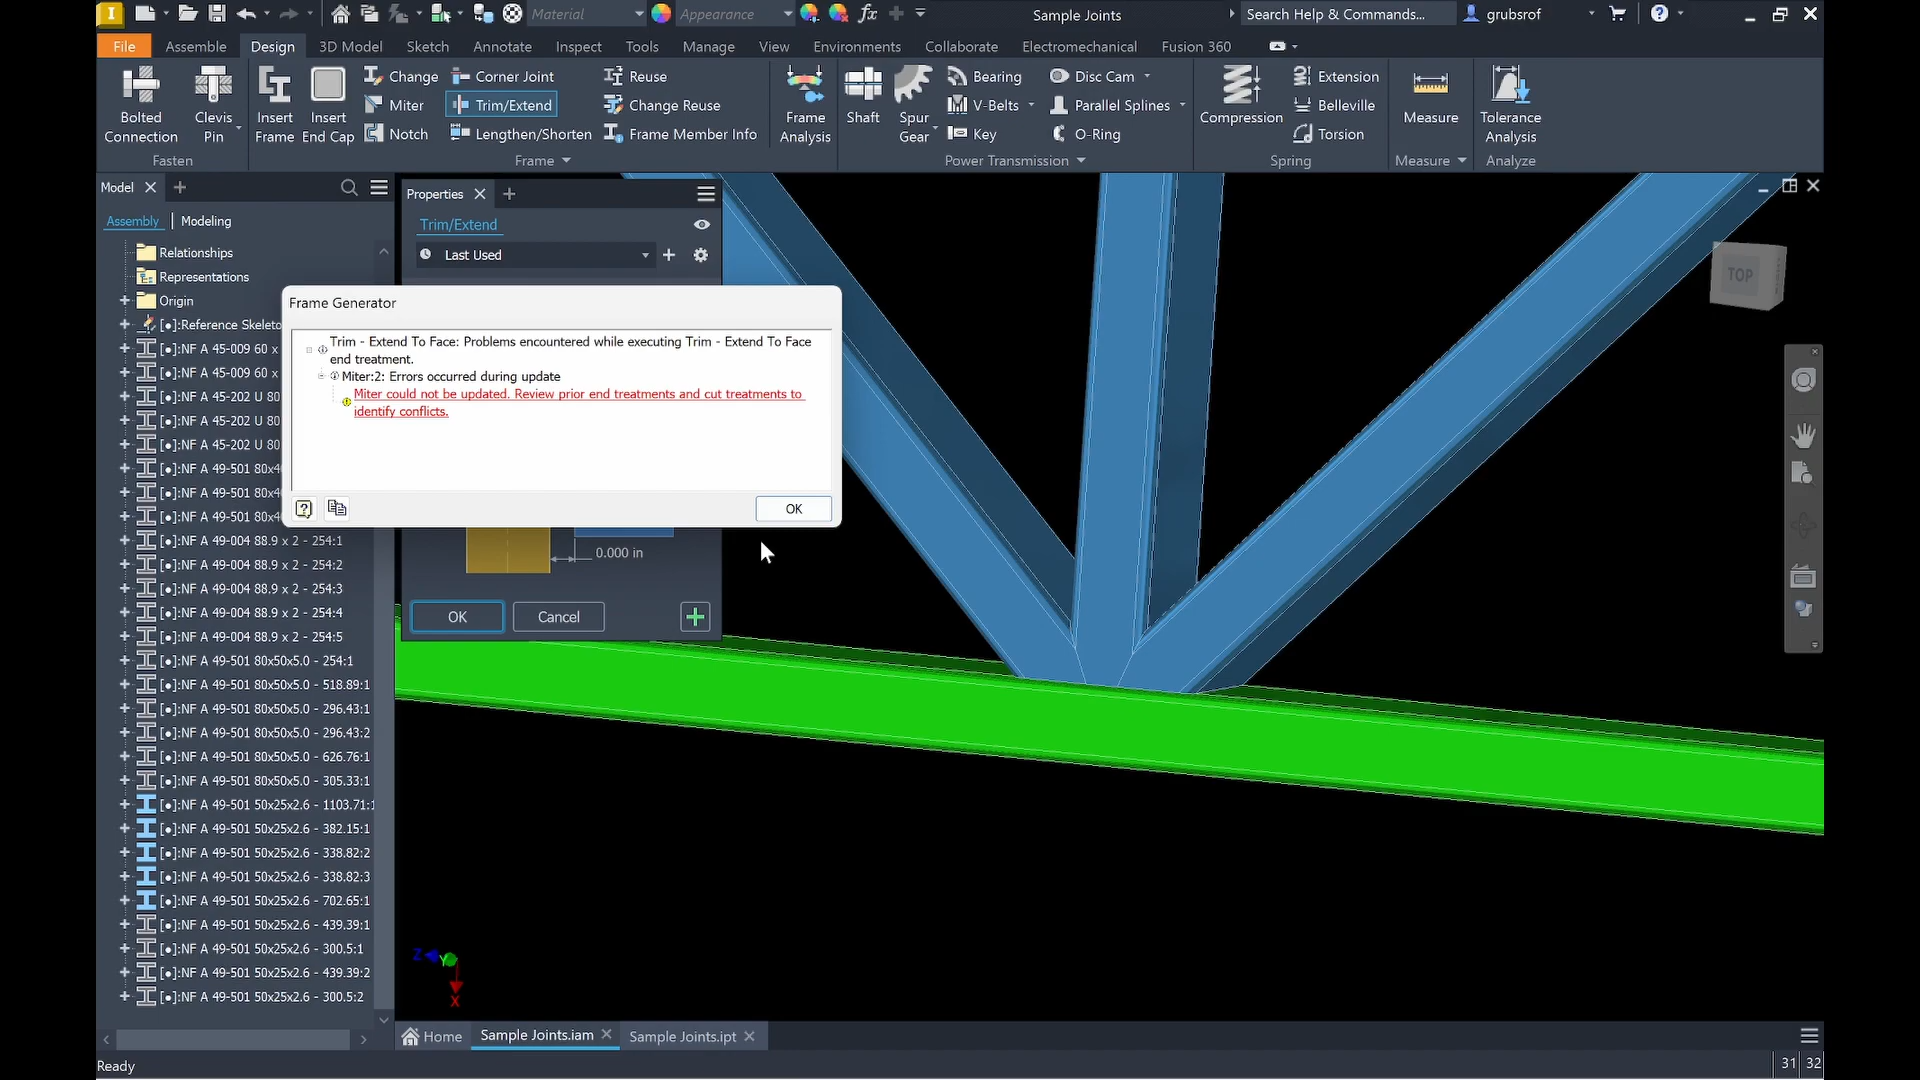 Material
Appearance
fx
Sample Joints
Search Help & Commands...
grubsrof
File
Assemble
Design
3D Model
Sketch
Annotate
Inspect
Tools
Manage
View
Environments
Collaborate
Electromechanical
Fusion 360
Bolted
Connection
Clevis
Pin
Fasten
Insert
Frame
Insert
End Cap
Change
Miter
Notch
Corner Joint
Trim/Extend
Lengthen/Shorten
Reuse
Change Reuse
Frame Member Info
Frame
Frame
Analysis
Shaft
Spur
Gear
Bearing
V-Belts
Key
Disc Cam
Parallel Splines
O-Ring
Power Transmission
Compression
Extension
Belleville
Torsion
Spring
Measure
Measure
Tolerance
Analysis
Analyze
Model
Assembly | Modeling
Relationships
Representations
Origin
[●]:Reference Skeleto
[●]:NF A 45-009 60 x
[●]:NF A 45-009 60 x
[●]:NF A 45-202 U 80
[●]:NF A 45-202 U 80
[●]:NF A 45-202 U 80
[●]:NF A 49-501 80x4
[●]:NF A 49-501 80x4
[●]:NF A 49-501 80x4
[●]:NF A 49-004 88.9 x 2 - 254:1
[●]:NF A 49-004 88.9 x 2 - 254:2
[●]:NF A 49-004 88.9 x 2 - 254:3
[●]:NF A 49-004 88.9 x 2 - 254:4
[●]:NF A 49-004 88.9 x 2 - 254:5
[●]:NF A 49-501 80x50x5.0 - 254:1
[●]:NF A 49-501 80x50x5.0 - 518.89:1
[●]:NF A 49-501 80x50x5.0 - 296.43:1
[●]:NF A 49-501 80x50x5.0 - 296.43:2
[●]:NF A 49-501 80x50x5.0 - 626.76:1
[●]:NF A 49-501 80x50x5.0 - 305.33:1
[●]:NF A 49-501 50x25x2.6 - 1103.71:1
[●]:NF A 49-501 50x25x2.6 - 382.15:1
[●]:NF A 49-501 50x25x2.6 - 338.82:2
[●]:NF A 49-501 50x25x2.6 - 338.82:3
[●]:NF A 49-501 50x25x2.6 - 702.65:1
[●]:NF A 49-501 50x25x2.6 - 439.39:1
[●]:NF A 49-501 50x25x2.6 - 300.5:1
[●]:NF A 49-501 50x25x2.6 - 439.39:2
[●]:NF A 49-501 50x25x2.6 - 300.5:2
Properties
Trim/Extend
Last Used
Frame Generator
Trim - Extend To Face: Problems encountered while executing Trim - Extend To Face
end treatment.
Miter:2: Errors occurred during update
Miter could not be updated. Review prior end treatments and cut treatments to
identify conflicts.
OK
0.000 in
OK
Cancel
TOP
Z
Y
X
Home
Sample Joints.iam
Sample Joints.ipt
Ready
31
32